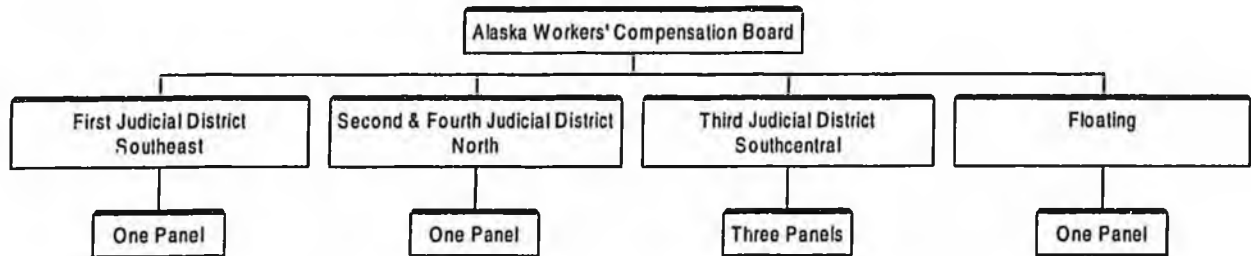 Alaska Workers' Compensation Board
First Judicial District
Southeast
Second & Fourth Judicial District
North
Third Judicial District
Southcentral
Floating
One Panel
One Panel
Three Panels
One Panel